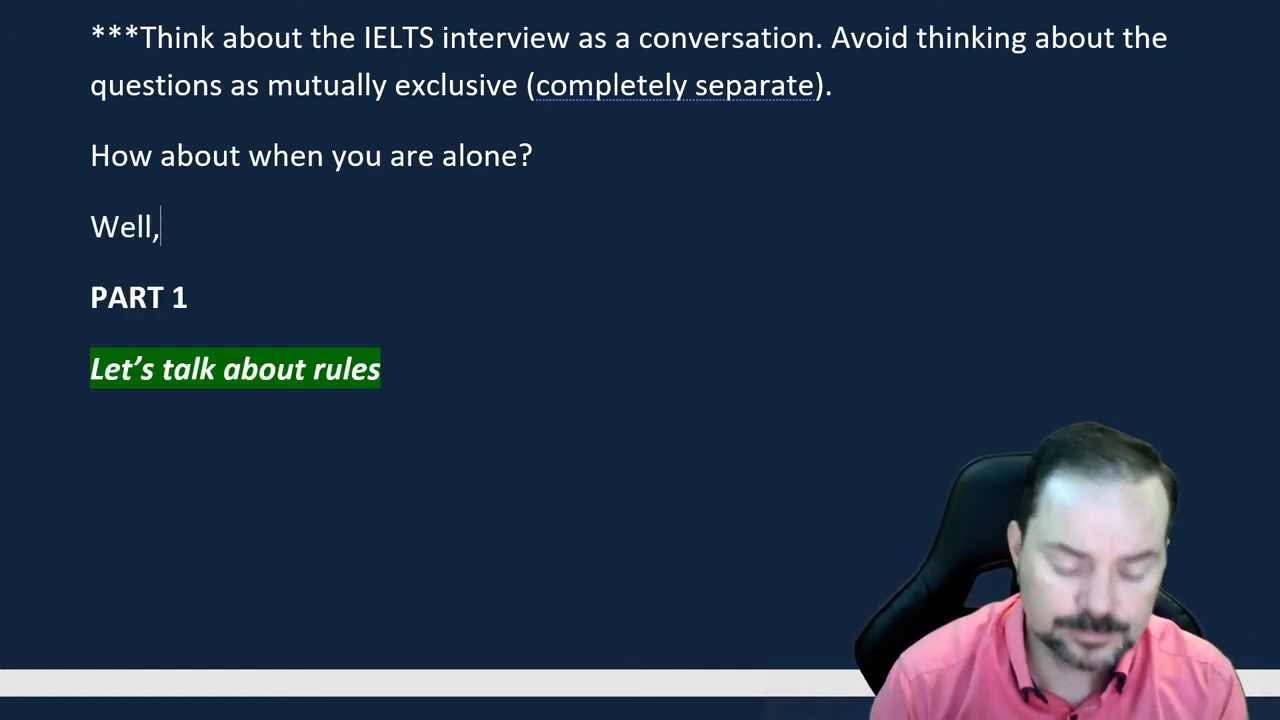 ***Think about the IELTS interview as a conversation. Avoid thinking about the
questions as mutually exclusive (completely separate).
How about when you are alone?
Well,
PART 1
Let’s talk about rules